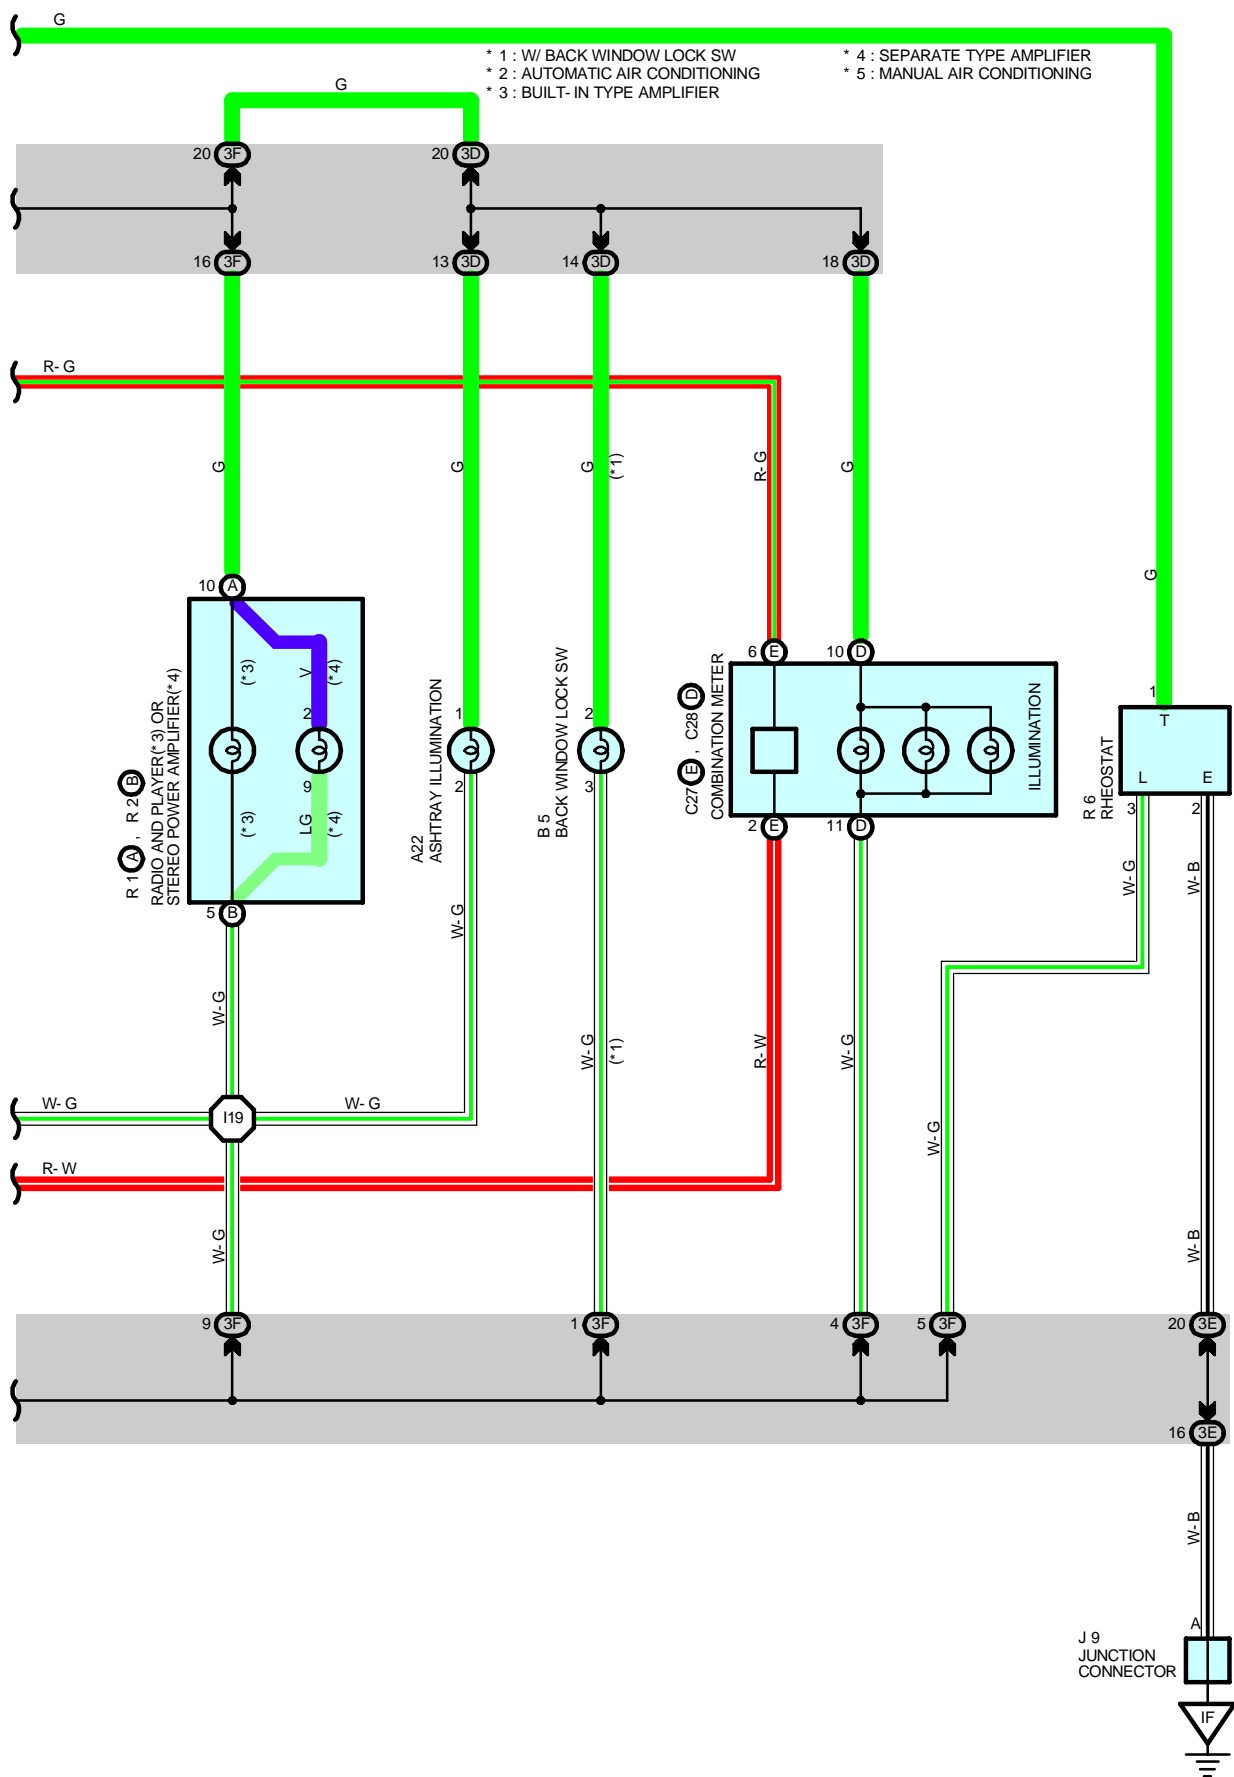 G
* 1 : W/ BACK WINDOW LOCK SW
* 2 : AUTOMATIC AIR CONDITIONING
* 3 : BUILT- IN TYPE AMPLIFIER
* 4 : SEPARATE TYPE AMPLIFIER
* 5 : MANUAL AIR CONDITIONING
G
20 3F
20 3D
16 3F
13 3D
14 3D
18 3D
R- G
G
G
G
(* 1)
R- G
G
G
10 A
6 E
10 D
1
T
L
E
3
2
R 6
RHEOSTAT
R 1 A , R 2 B
RADIO AND PLAYER(* 3) OR
STEREO POWER AMPLIFIER(* 4)
(* 3)
V
(* 4)
2
9
(* 3)
LG
(* 4)
5 B
1
2
A22
ASHTRAY ILLUMINATION
2
3
B 5
BACK WINDOW LOCK SW
C27 E , C28 D
COMBINATION METER
ILLUMINATION
2 E
11 D
W- G
W- B
W- G
W- G
W- G
(* 1)
R- W
W- G
W- G
W- G
I19
W- G
R- W
W- G
W- B
9 3F
1 3F
4 3F
5 3F
20 3E
16 3E
W- B
A
J 9
JUNCTION
CONNECTOR
IF